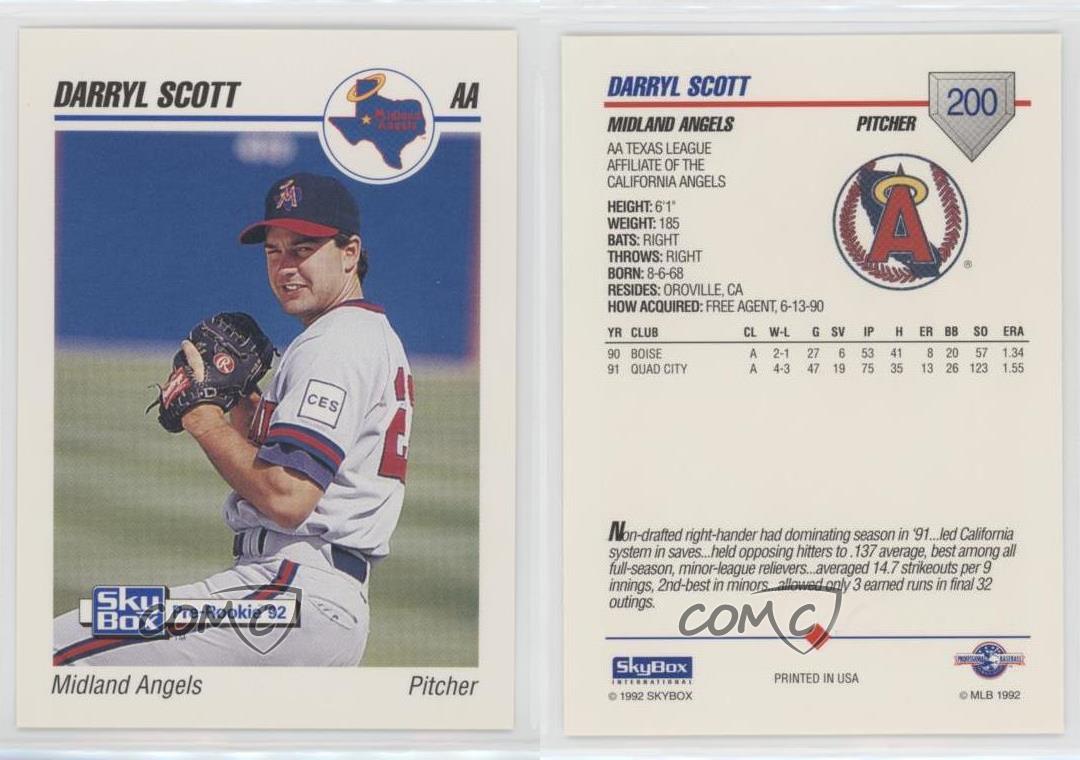 DARRYL SCOTT
AA
Midland
Angels
CES
Sky
Box
Pre-Rookie '92
COMC
Midland Angels
Pitcher
DARRYL SCOTT
200
MIDLAND ANGELS
PITCHER
AA TEXAS LEAGUE
AFFILIATE OF THE
CALIFORNIA ANGELS
HEIGHT: 6'1"
WEIGHT: 185
BATS: RIGHT
THROWS: RIGHT
BORN: 8-6-68
RESIDES: OROVILLE, CA
HOW ACQUIRED: FREE AGENT, 6-13-90
A
®
YR CLUB CL W-L G SV IP H ER BB SO ERA
90 BOISE A 2-1 27 6 53 41 8 20 57 1.34
91 QUAD CITY A 4-3 47 19 75 35 13 26 123 1.55
Non-drafted right-hander had dominating season in '91...led California
system in saves...held opposing hitters to .137 average, best among all
full-season, minor-league relievers...averaged 14.7 strikeouts per 9
innings, 2nd-best in minors...allowed only 3 earned runs in final 32
outings.
COMC
SkyBox
INTERNATIONAL
© 1992 SKYBOX
PRINTED IN USA
PROFESSIONAL BASEBALL
© MLB 1992